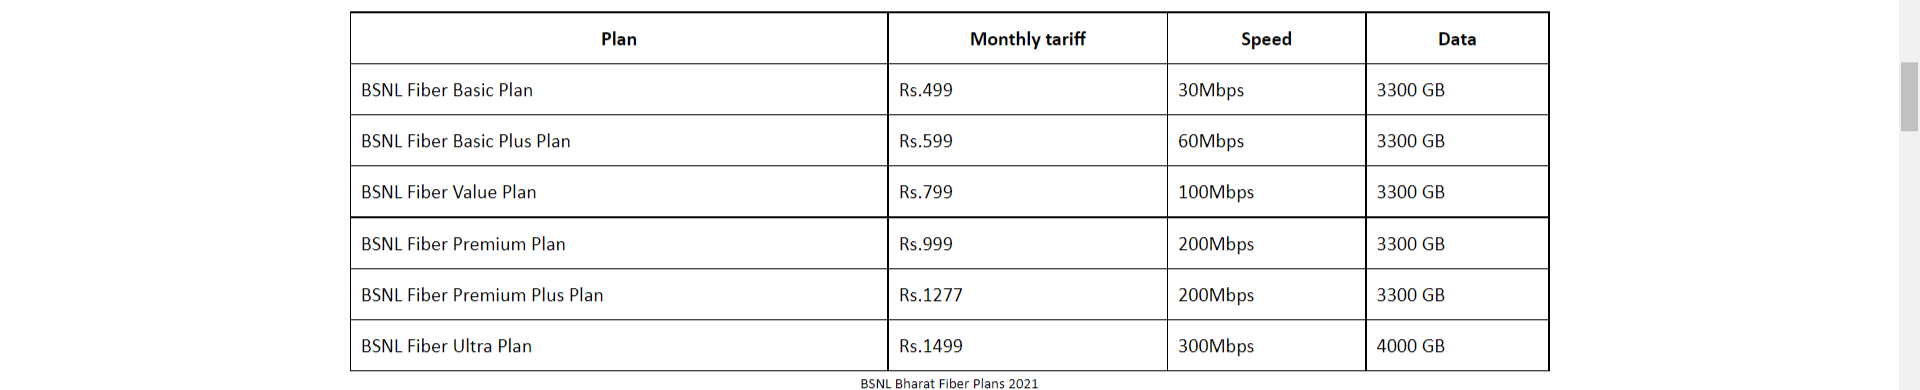 Plan Monthly tariff Speed Data
BSNL Fiber Basic Plan Rs.499 30Mbps 3300 GB
BSNL Fiber Basic Plus Plan Rs.599 60Mbps 3300 GB
BSNL Fiber Value Plan Rs.799 100Mbps 3300 GB
BSNL Fiber Premium Plan Rs.999 200Mbps 3300 GB
BSNL Fiber Premium Plus Plan Rs.1277 200Mbps 3300 GB
BSNL Fiber Ultra Plan Rs.1499 300Mbps 4000 GB
BSNL Bharat Fiber Plans 2021